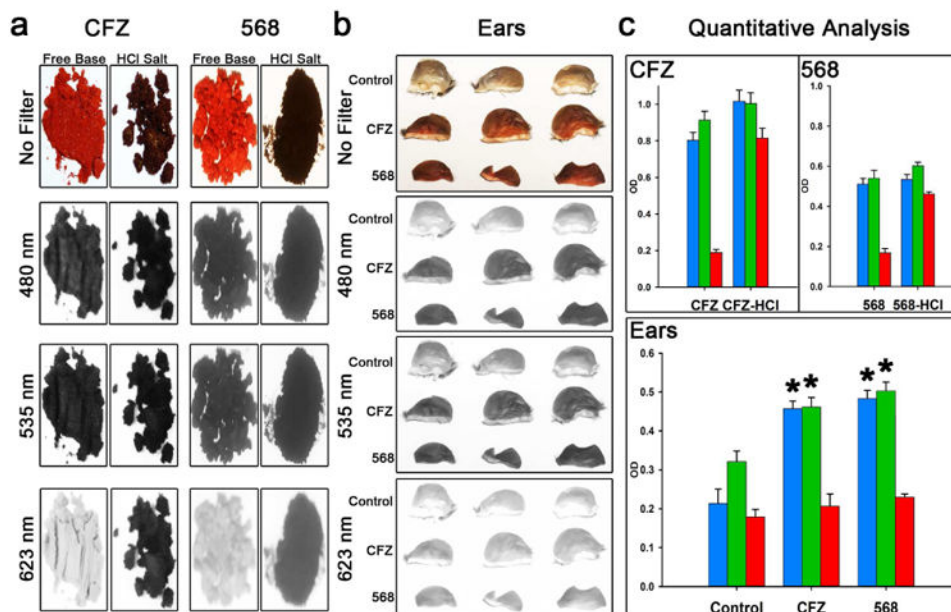 a
CFZ
568
Free Base
HCl Salt
Free Base
HCl Salt
No Filter
480 nm
535 nm
623 nm
b
Ears
No Filter
Control
CFZ
568
480 nm
Control
CFZ
568
535 nm
Control
CFZ
568
623 nm
Control
CFZ
568
c
Quantitative Analysis
CFZ
OD
1.0
0.8
0.6
0.4
0.2
0.0
CFZ CFZ-HCl
568
OD
1.0
0.8
0.6
0.4
0.2
0.0
568 568-HCl
Ears
OD
0.6
0.5
0.4
0.3
0.2
0.1
0.0
* * * *
Control CFZ 568